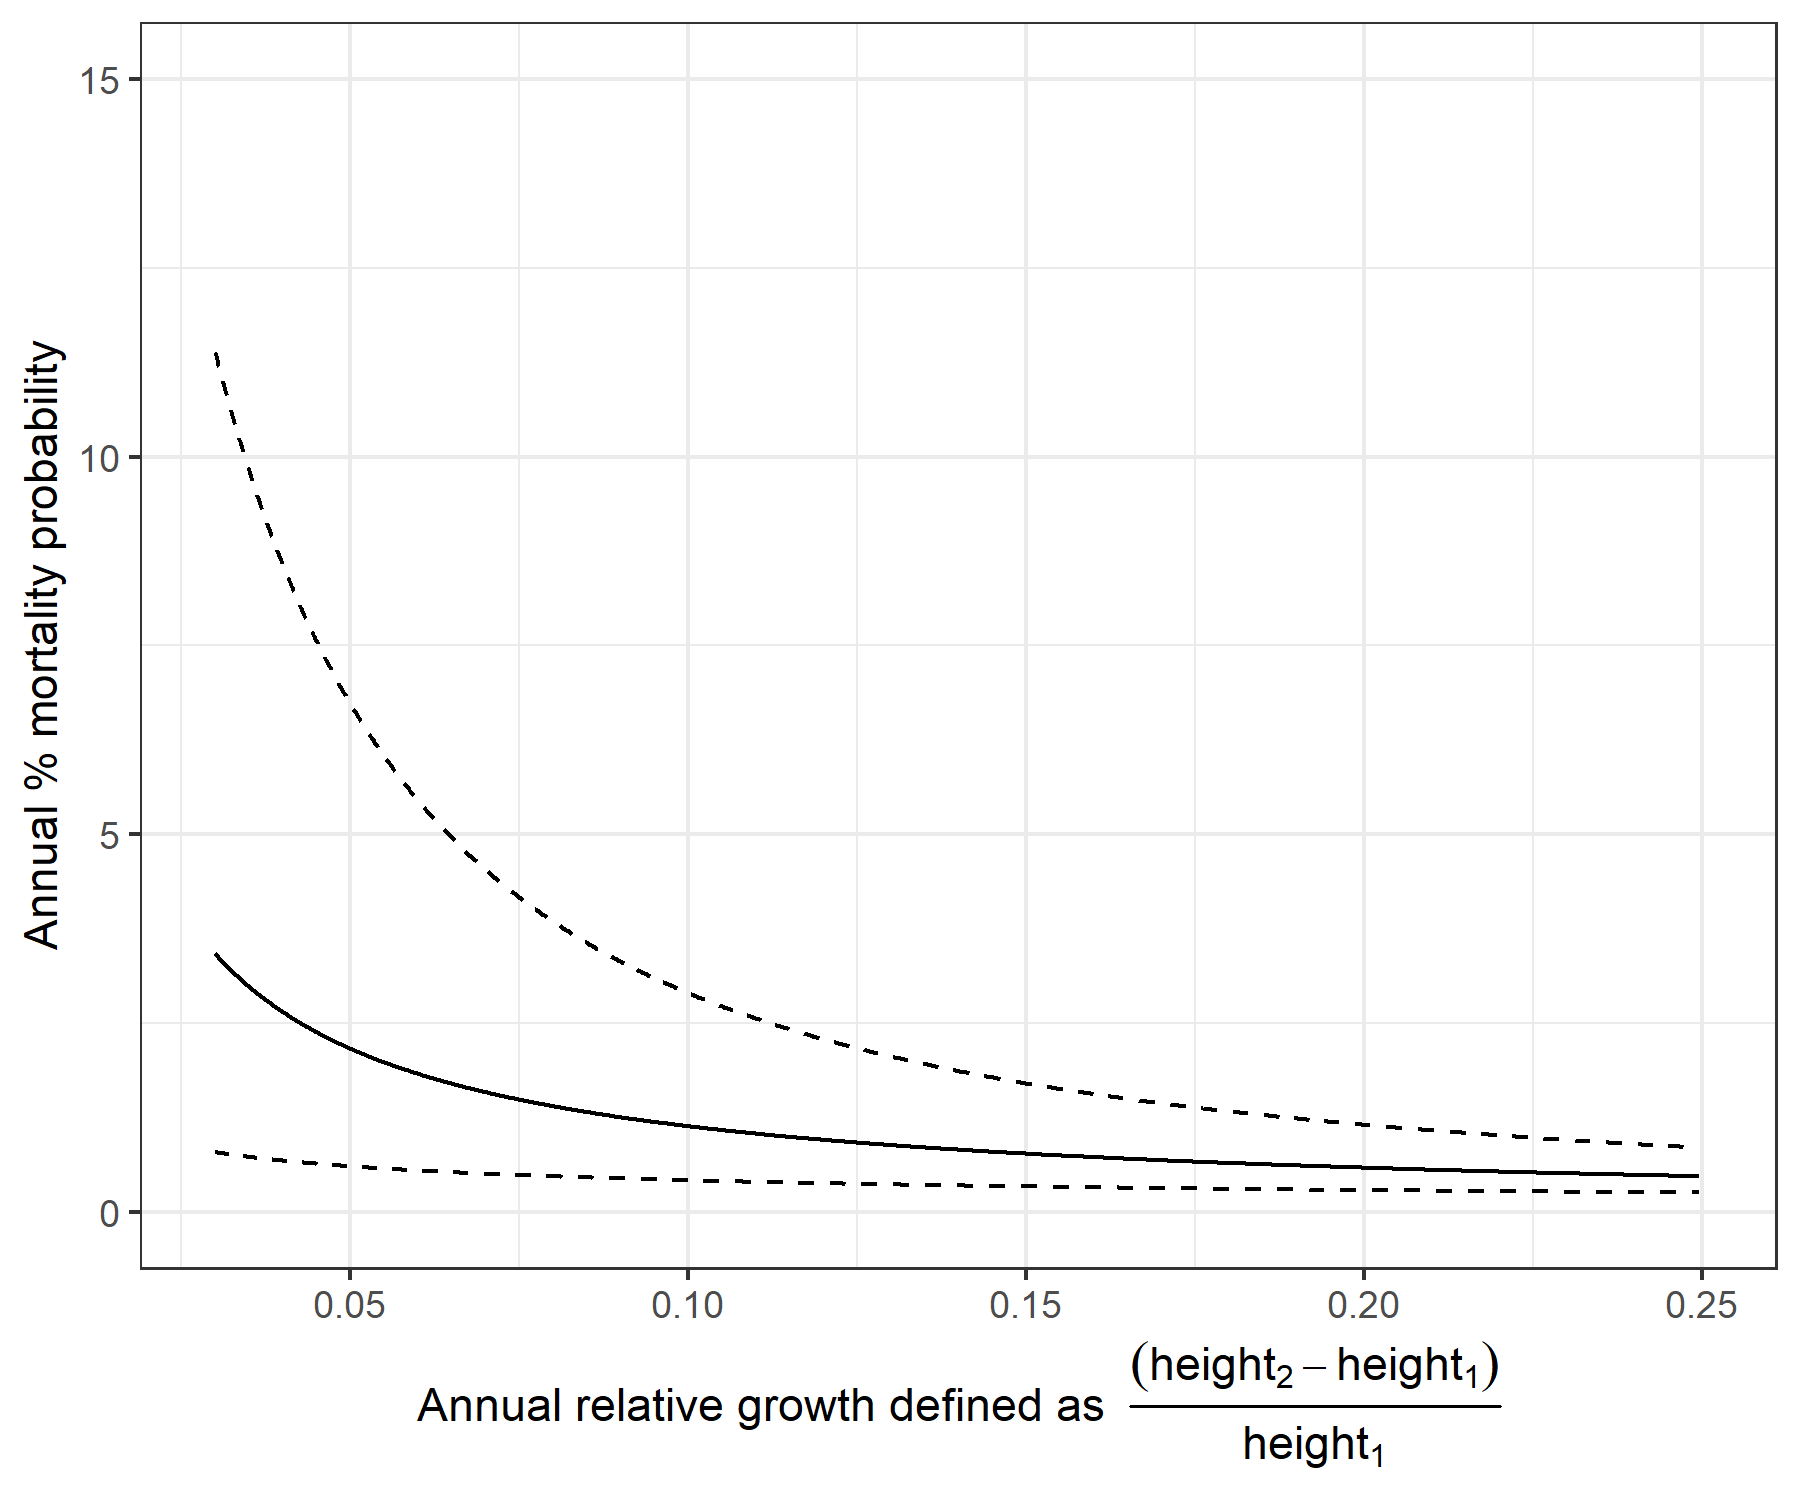 15
10
5
0
Annual % mortality probability
0.05 0.10 0.15 0.20 0.25
Annual relative growth defined as (height₂ − height₁)
height₁